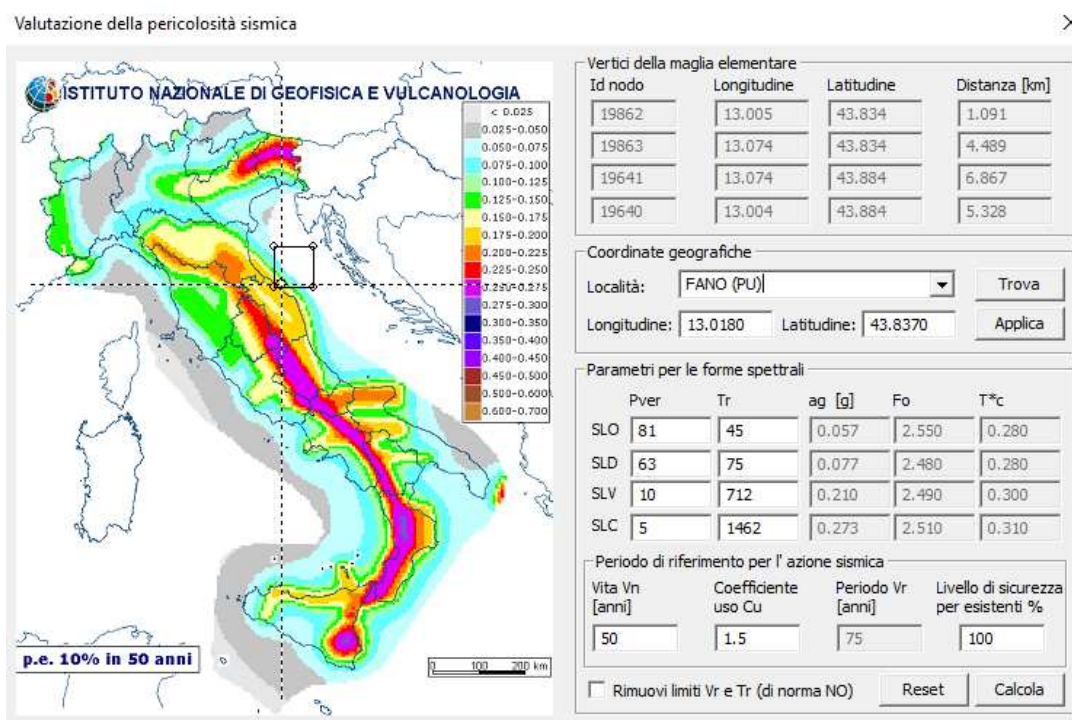 Valutazione della pericolosità sismica
ISTITUTO NAZIONALE DI GEOFISICA E VULCANOLOGIA
< 0.025
0.025-0.050
0.050-0.075
0.075-0.100
0.100-0.125
0.125-0.150
0.150-0.175
0.175-0.200
0.200-0.225
0.225-0.250
0.250-0.275
0.275-0.300
0.300-0.350
0.350-0.400
0.400-0.450
0.450-0.500
0.500-0.600
0.600-0.700
p.e. 10% in 50 anni
0 100 200 km
Vertici della maglia elementare
Id nodo Longitudine Latitudine Distanza [km]
19862 13.005 43.834 1.091
19863 13.074 43.834 4.489
19641 13.074 43.884 6.867
19640 13.004 43.884 5.328
Coordinate geografiche
Località: FANO (PU) Trova
Longitudine: 13.0180 Latitudine: 43.8370 Applica
Parametri per le forme spettrali
Pver Tr ag [g] Fo T*c
SLO 81 45 0.057 2.550 0.280
SLD 63 75 0.077 2.480 0.280
SLV 10 712 0.210 2.490 0.300
SLC 5 1462 0.273 2.510 0.310
Periodo di riferimento per l' azione sismica
Vita Vn Coefficiente Periodo Vr Livello di sicurezza
[anni] uso Cu [anni] per esistenti %
50 1.5 75 100
Rimuovi limiti Vr e Tr (di norma NO) Reset Calcola